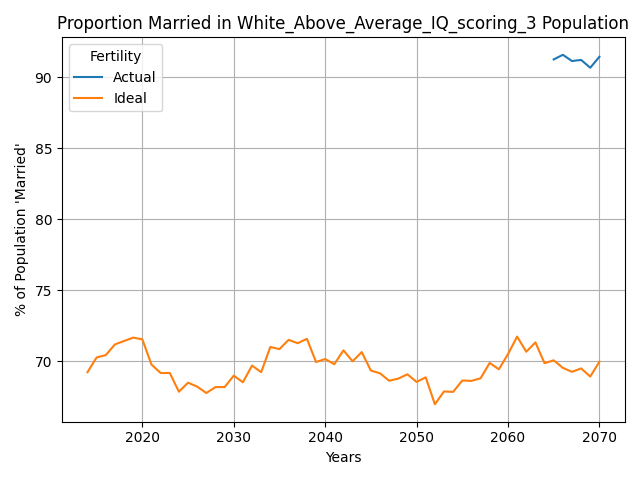 Proportion Married in White_Above_Average_IQ_scoring_3 Population
Fertility
Actual
Ideal
90
85
80
75
70
% of Population 'Married'
2020 2030 2040 2050 2060 2070
Years